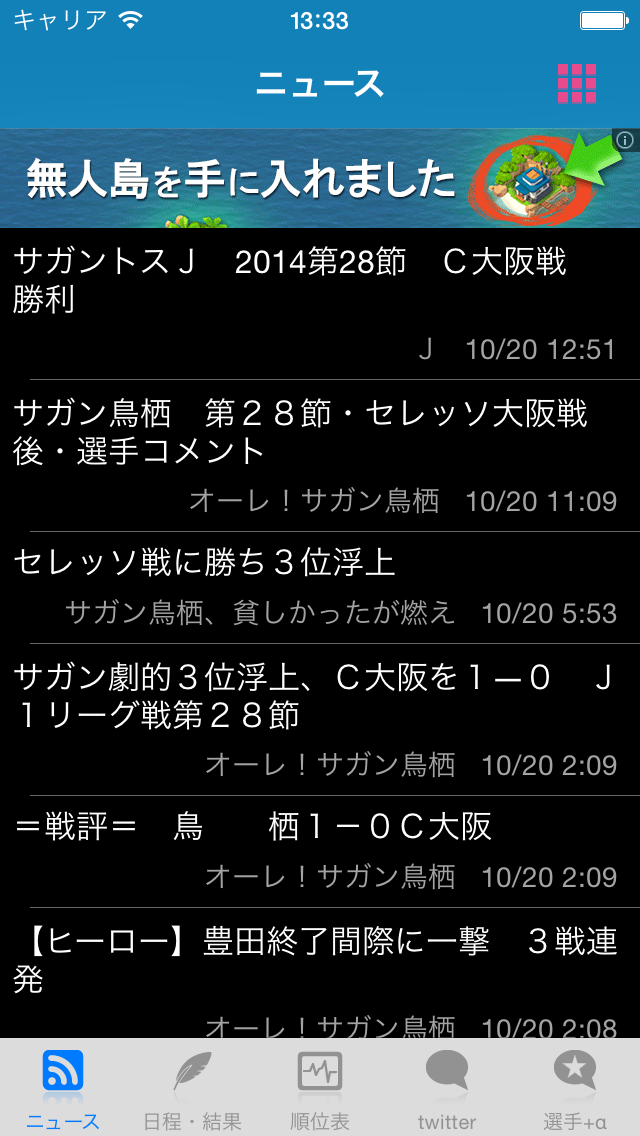 キャリア 13:33
ニュース
無人島を手に入れました
サガントスＪ　2014第28節　Ｃ大阪戦
勝利
Ｊ 10/20 12:51
サガン鳥栖　第２８節・セレッソ大阪戦
後・選手コメント
オーレ！サガン鳥栖 10/20 11:09
セレッソ戦に勝ち３位浮上
サガン鳥栖、貧しかったが燃え 10/20 5:53
サガン劇的３位浮上、Ｃ大阪を１―０　Ｊ
１リーグ戦第２８節
オーレ！サガン鳥栖 10/20 2:09
＝戦評＝　鳥　　栖１－０Ｃ大阪
オーレ！サガン鳥栖 10/20 2:09
【ヒーロー】豊田終了間際に一撃　３戦連
発
オーレ！サガン鳥栖 10/20 2:08
ニュース 日程・結果 順位表 twitter 選手+α